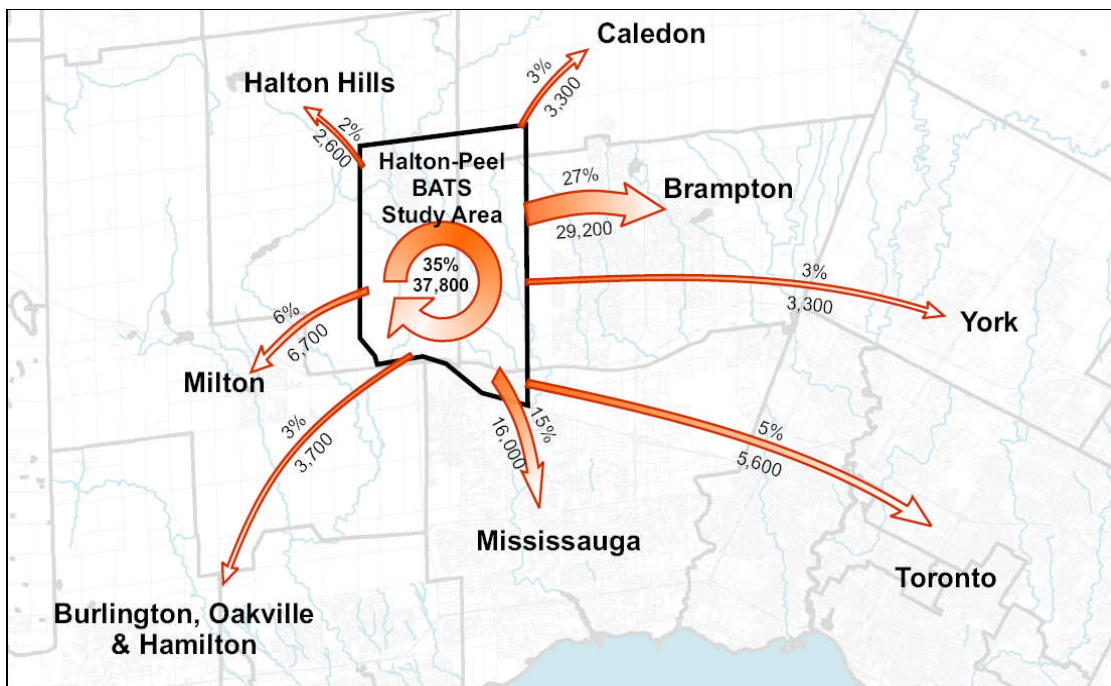 Caledon
3%
3,300
Halton Hills
2%
2,600
Halton-Peel
BATS
Study Area
35%
37,800
27%
29,200
Brampton
3%
3,300
York
6%
6,700
Milton
3%
3,700
Burlington, Oakville
& Hamilton
15%
16,000
Mississauga
5%
5,600
Toronto